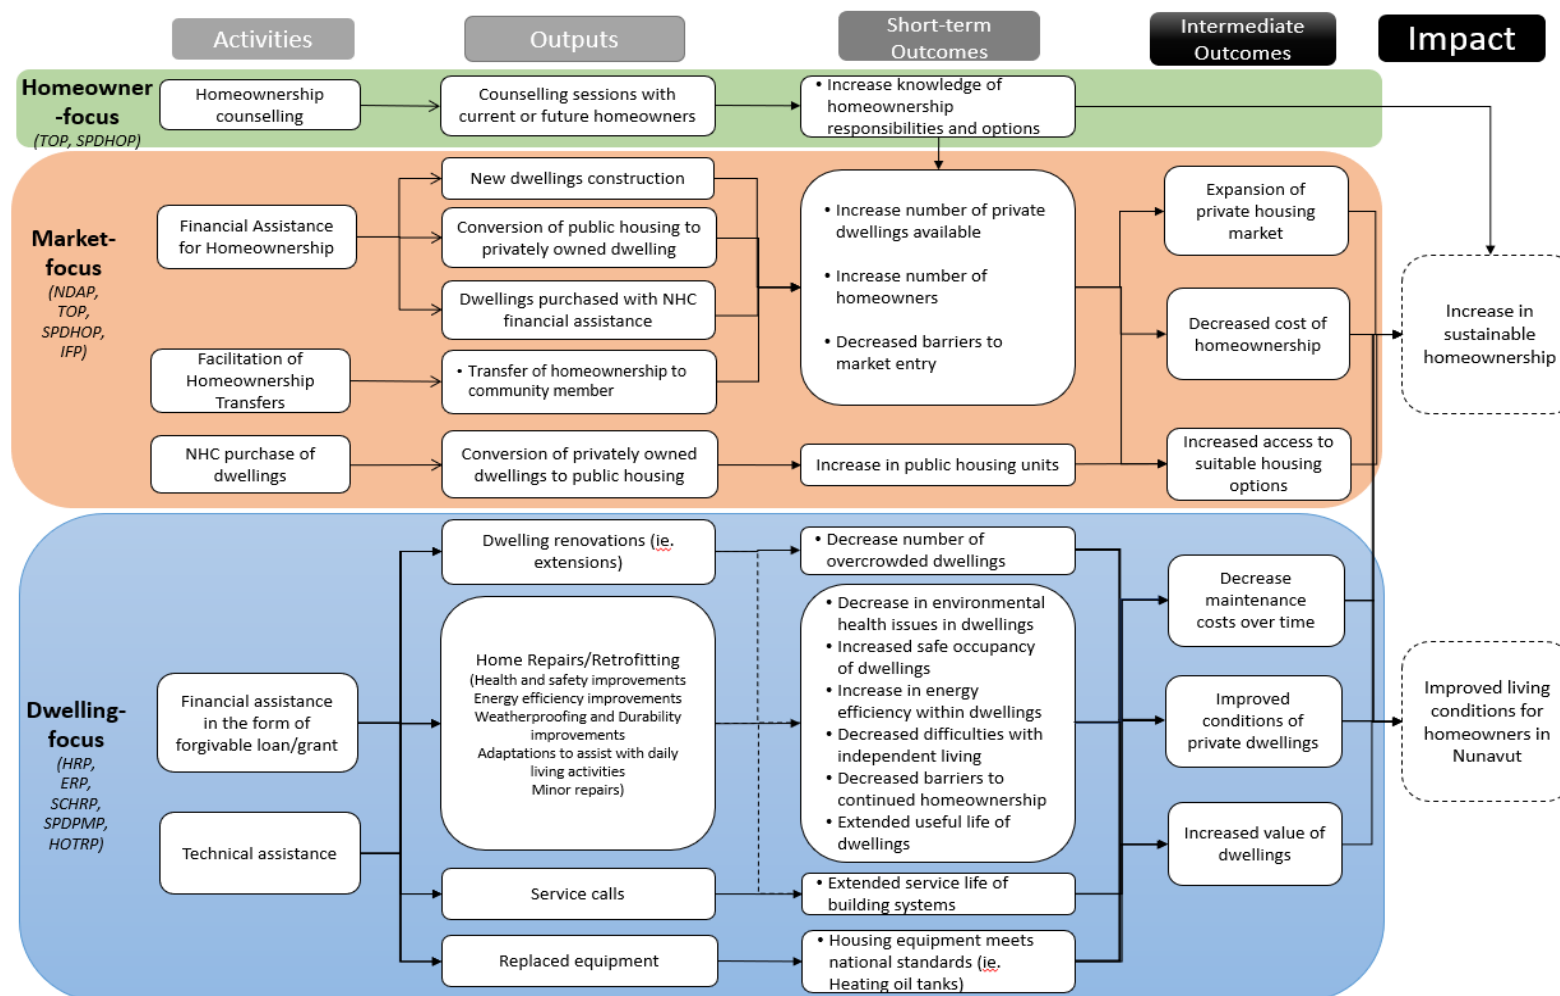 Activities
Outputs
Short-term
Outcomes
Intermediate
Outcomes
Impact
Homeowner
-focus
(TOP, SPDHOP)
Homeownership
counselling
Counselling sessions with
current or future homeowners
• Increase knowledge of
homeownership
responsibilities and options
Market-
focus
(NDAP,
TOP,
SPDHOP,
IFP)
Financial Assistance
for Homeownership
Facilitation of
Homeownership
Transfers
NHC purchase of
dwellings
New dwellings construction
Conversion of public housing to
privately owned dwelling
Dwellings purchased with NHC
financial assistance
• Transfer of homeownership to
community member
Conversion of privately owned
dwellings to public housing
• Increase number of private
dwellings available
• Increase number of
homeowners
• Decreased barriers to
market entry
Increase in public housing units
Expansion of
private housing
market
Decreased cost of
homeownership
Increased access to
suitable housing
options
Increase in
sustainable
homeownership
Dwelling-
focus
(HRP,
ERP,
SCHRP,
SPDPMP,
HOTRP)
Financial assistance
in the form of
forgivable loan/grant
Technical assistance
Dwelling renovations (ie.
extensions)
Home Repairs/Retrofitting
(Health and safety improvements
Energy efficiency improvements
Weatherproofing and Durability
improvements
Adaptations to assist with daily
living activities
Minor repairs)
Service calls
Replaced equipment
• Decrease number of
overcrowded dwellings
• Decrease in environmental
health issues in dwellings
• Increased safe occupancy
of dwellings
• Increase in energy
efficiency within dwellings
• Decreased difficulties with
independent living
• Decreased barriers to
continued homeownership
• Extended useful life of
dwellings
• Extended service life of
building systems
• Housing equipment meets
national standards (ie.
Heating oil tanks)
Decrease
maintenance
costs over time
Improved
conditions of
private dwellings
Increased value of
dwellings
Improved living
conditions for
homeowners in
Nunavut